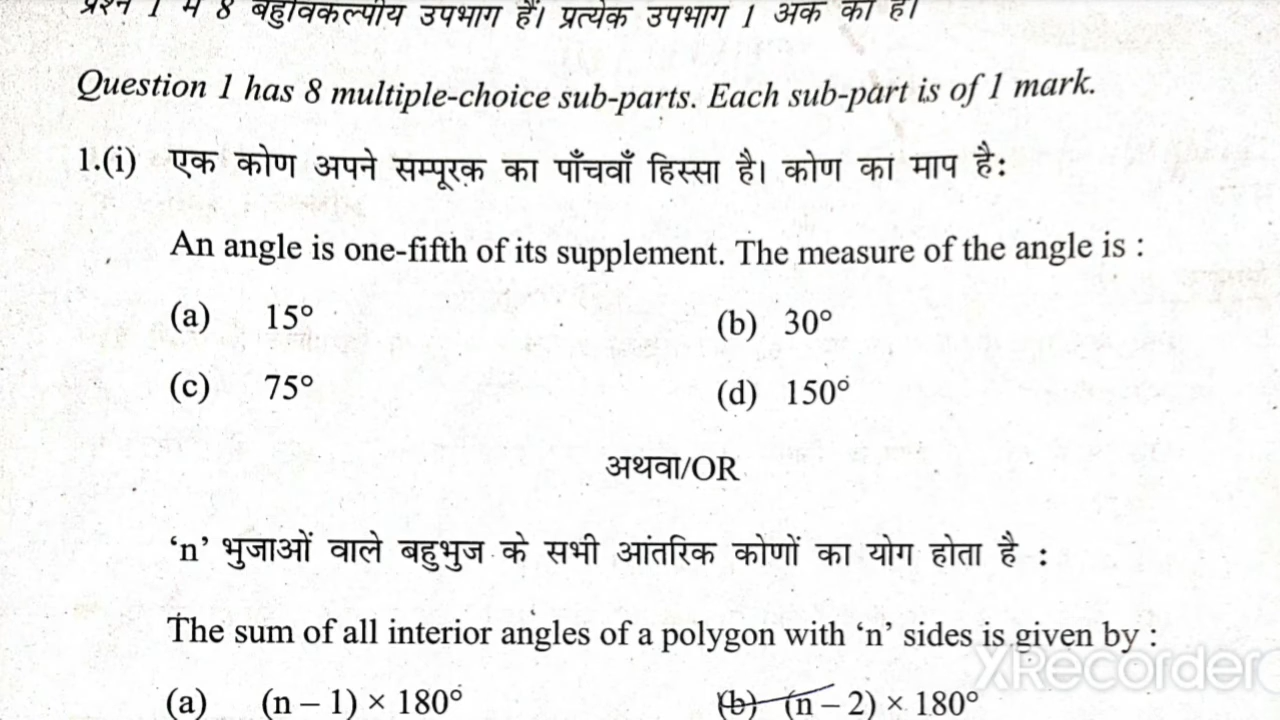 प्रश्न 1 में 8 बहुविकल्पीय उपभाग हैं। प्रत्येक उपभाग 1 अंक का है।
Question 1 has 8 multiple-choice sub-parts. Each sub-part is of 1 mark.
1.(i) एक कोण अपने सम्पूरक का पाँचवाँ हिस्सा है। कोण का माप है:
An angle is one-fifth of its supplement. The measure of the angle is :
(a) 15° (b) 30°
(c) 75° (d) 150°
अथवा/OR
‘n’ भुजाओं वाले बहुभुज के सभी आंतरिक कोणों का योग होता है :
The sum of all interior angles of a polygon with ‘n’ sides is given by :
(a) (n – 1) × 180° (b) (n – 2) × 180°
XRecorder